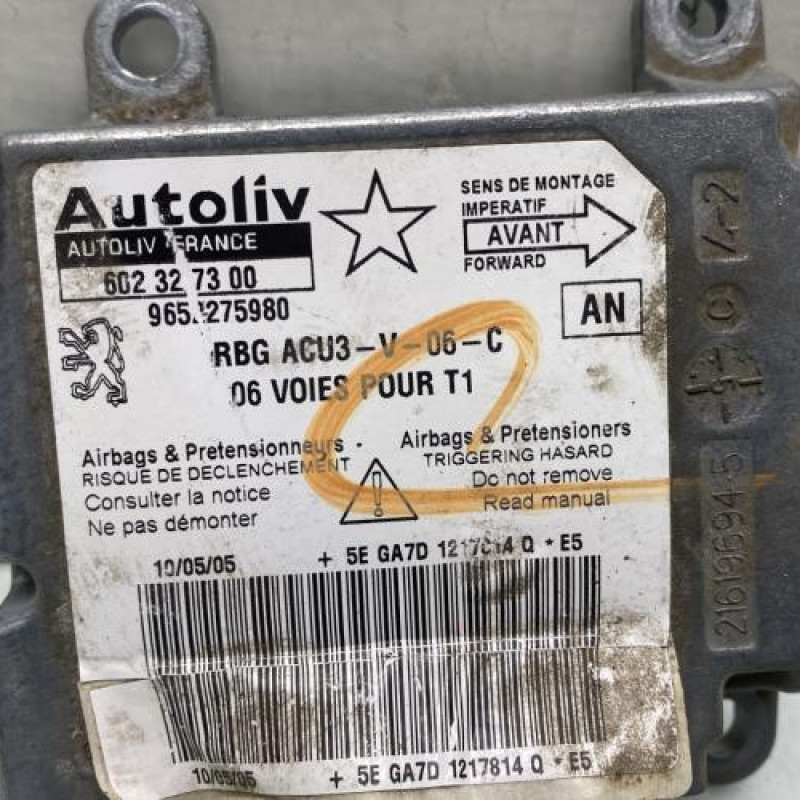 Autoliv
AUTOLIV FRANCE
602 32 73 00
SENS DE MONTAGE
IMPERATIF
AVANT
FORWARD
AN
RBG ACU3-V-06-C
06 VOIES POUR T1
Airbags & Pretensionneurs
RISQUE DE DECLENCHEMENT
Consulter la notice
Ne pas démonter
Airbags & Pretensioners
TRIGGERING HASARD
Do not remove
Read manual
!
10/05/05 + 5E GA7D 1217814 Q * E5
10/05/05 + 5E GA7D 1217814 Q * E5
21619694-5